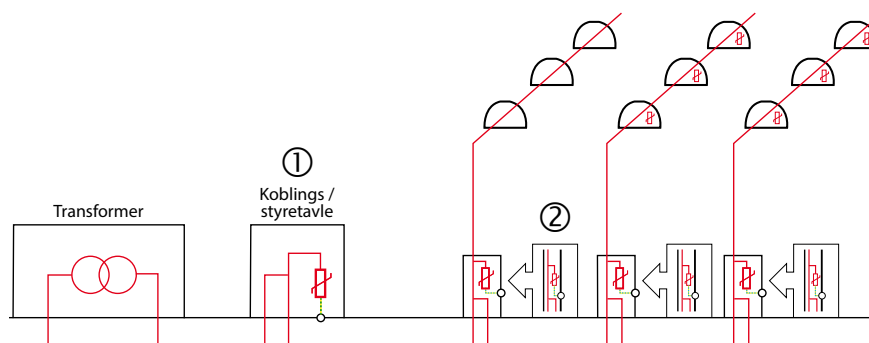 ①
Koblings /
styretavle
Transformer
②